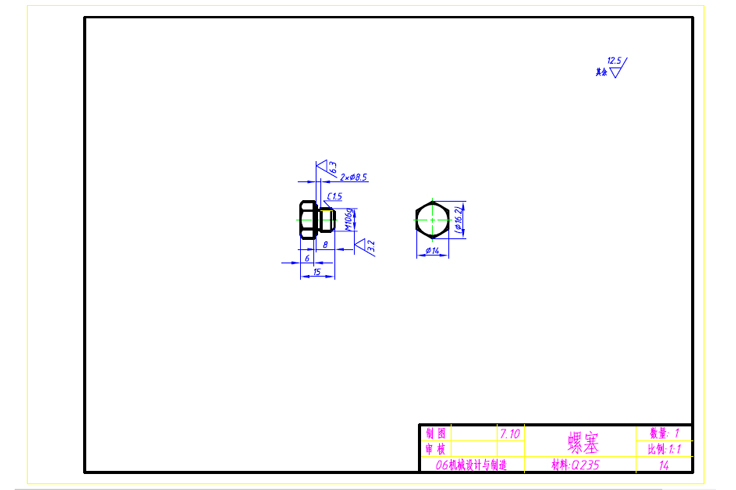 12.5
其余
6.3
2×Φ8.5
C1.5
M106g
3.2
8
6
15
(Φ16.2)
Φ14
制图 7.10 螺塞 数量: 1
审核 比例:1:1
06机械设计与制造 材料:Q235 14